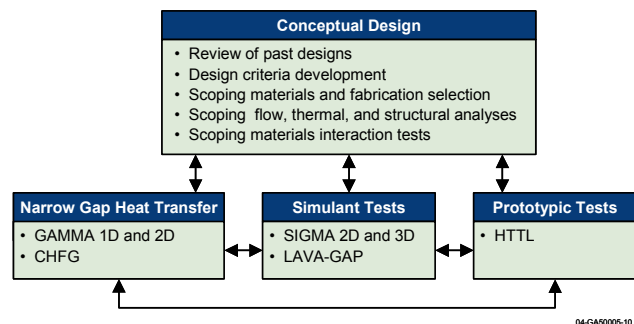 Conceptual Design
• Review of past designs
• Design criteria development
• Scoping materials and fabrication selection
• Scoping flow, thermal, and structural analyses
• Scoping materials interaction tests
Narrow Gap Heat Transfer
• GAMMA 1D and 2D
• CHFG
Simulant Tests
• SIGMA 2D and 3D
• LAVA-GAP
Prototypic Tests
• HTTL
04-GA50005-10